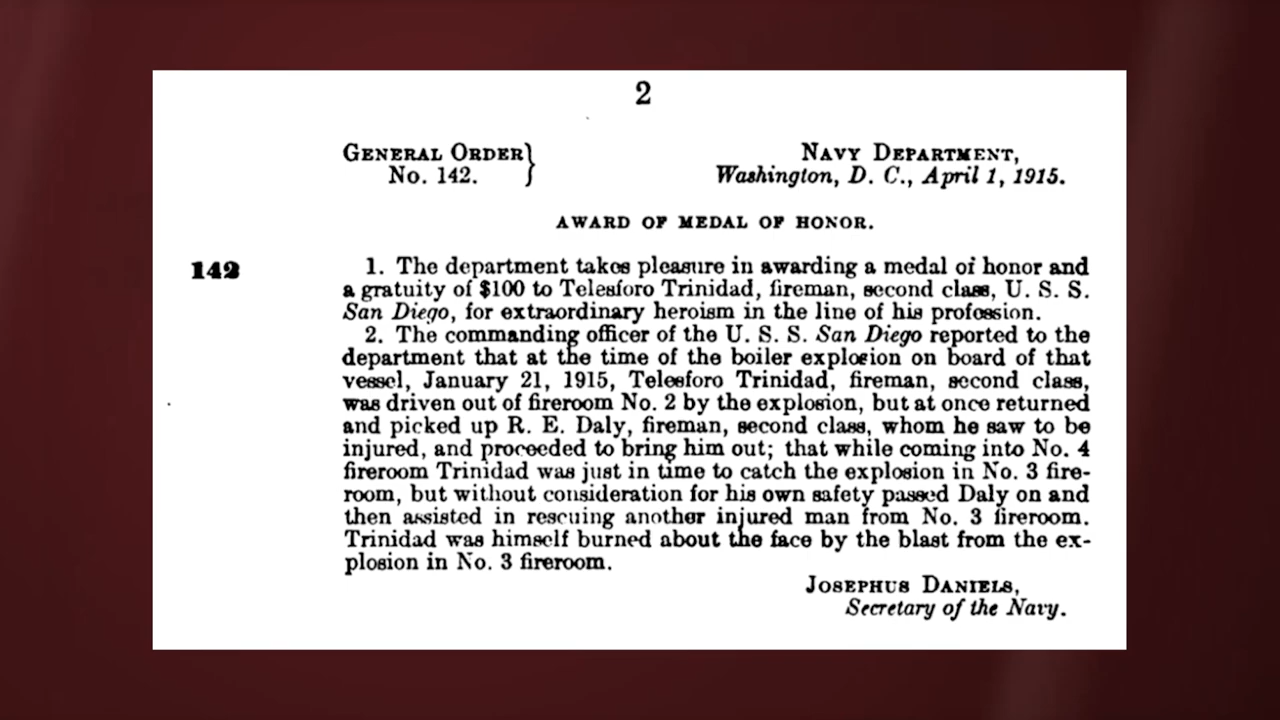 2
GENERAL ORDER}
No. 142.
NAVY DEPARTMENT,
Washington, D. C., April 1, 1915.
AWARD OF MEDAL OF HONOR.
142
1. The department takes pleasure in awarding a medal of honor and
a gratuity of $100 to Telesforo Trinidad, fireman, second class, U. S. S.
San Diego, for extraordinary heroism in the line of his profession.
2. The commanding officer of the U. S. S. San Diego reported to the
department that at the time of the boiler explosion on board of that
vessel, January 21, 1915, Telesforo Trinidad, fireman, second class,
was driven out of fireroom No. 2 by the explosion, but at once returned
and picked up R. E. Daly, fireman, second class, whom he saw to be
injured, and proceeded to bring him out; that while coming into No. 4
fireroom Trinidad was just in time to catch the explosion in No. 3 fire-
room, but without consideration for his own safety passed Daly on and
then assisted in rescuing another injured man from No. 3 fireroom.
Trinidad was himself burned about the face by the blast from the ex-
plosion in No. 3 fireroom.
JOSEPHUS DANIELS,
Secretary of the Navy.